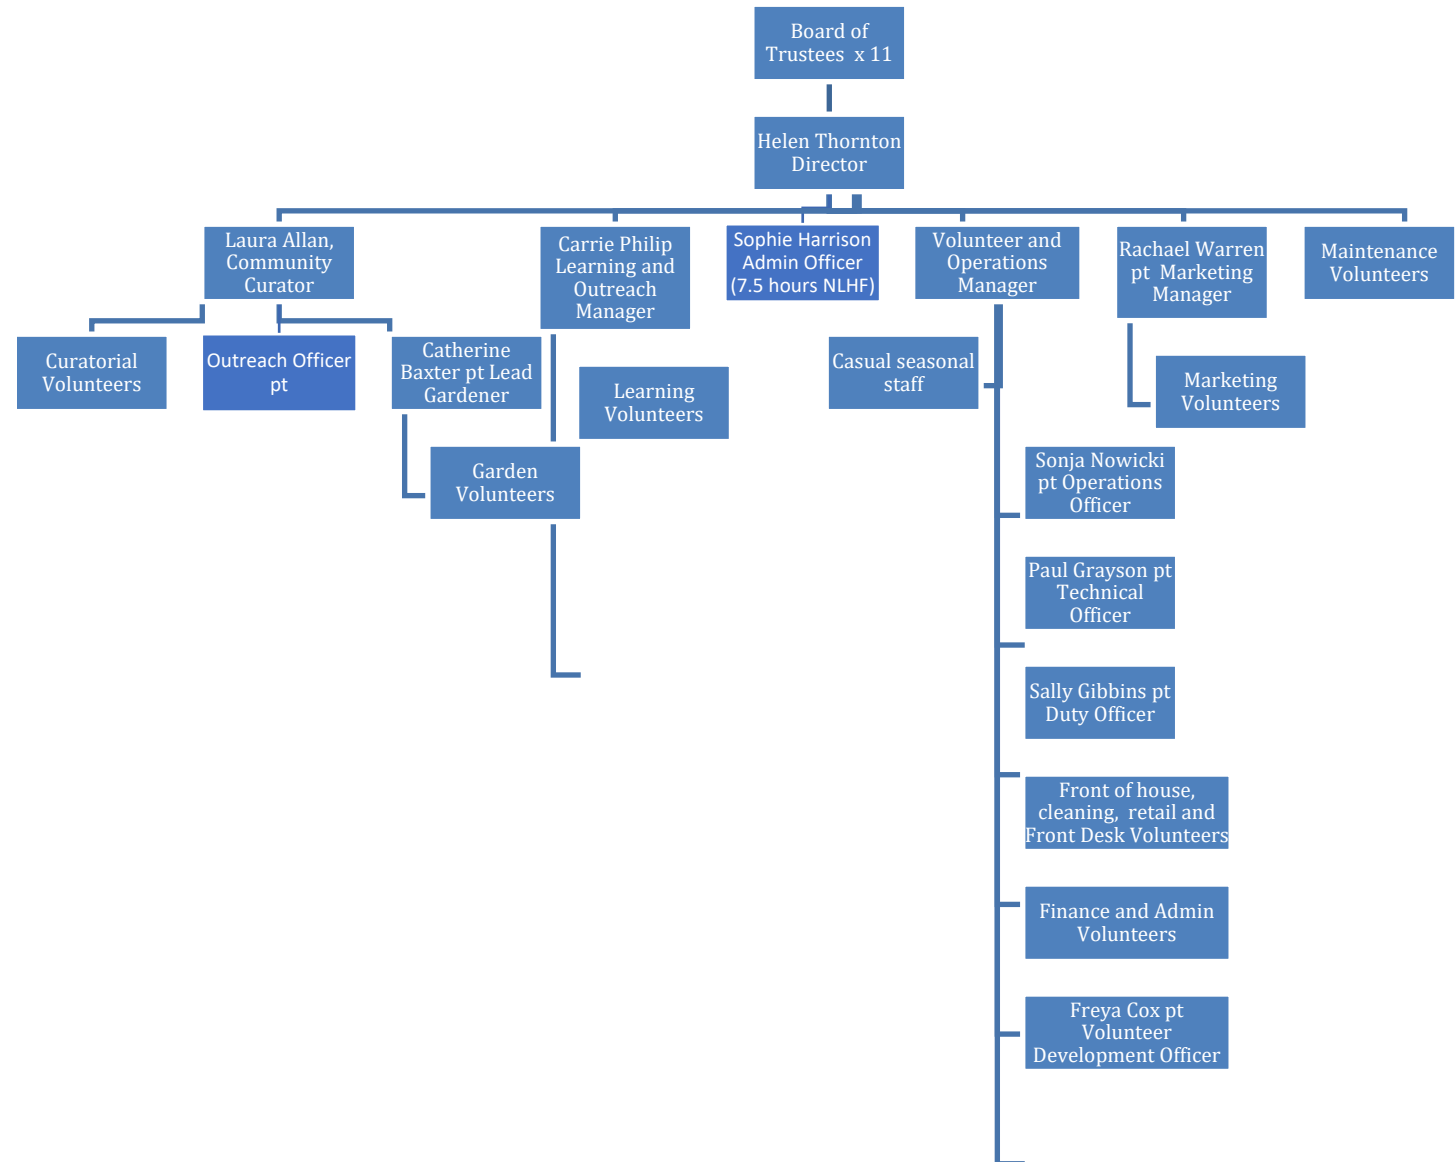 Board of
Trustees  x 11
Helen Thornton
Director
Laura Allan,
Community
Curator
Carrie Philip
Learning and
Outreach
Manager
Sophie Harrison
Admin Officer
(7.5 hours NLHF)
Volunteer and
Operations
Manager
Rachael Warren
pt  Marketing
Manager
Maintenance
Volunteers
Curatorial
Volunteers
Outreach Officer
pt
Catherine
Baxter pt Lead
Gardener
Learning
Volunteers
Casual seasonal
staff
Marketing
Volunteers
Garden
Volunteers
Sonja Nowicki
pt Operations
Officer
Paul Grayson pt
Technical
Officer
Sally Gibbins pt
Duty Officer
Front of house,
cleaning,  retail and
Front Desk Volunteers
Finance and Admin
Volunteers
Freya Cox pt
Volunteer
Development Officer